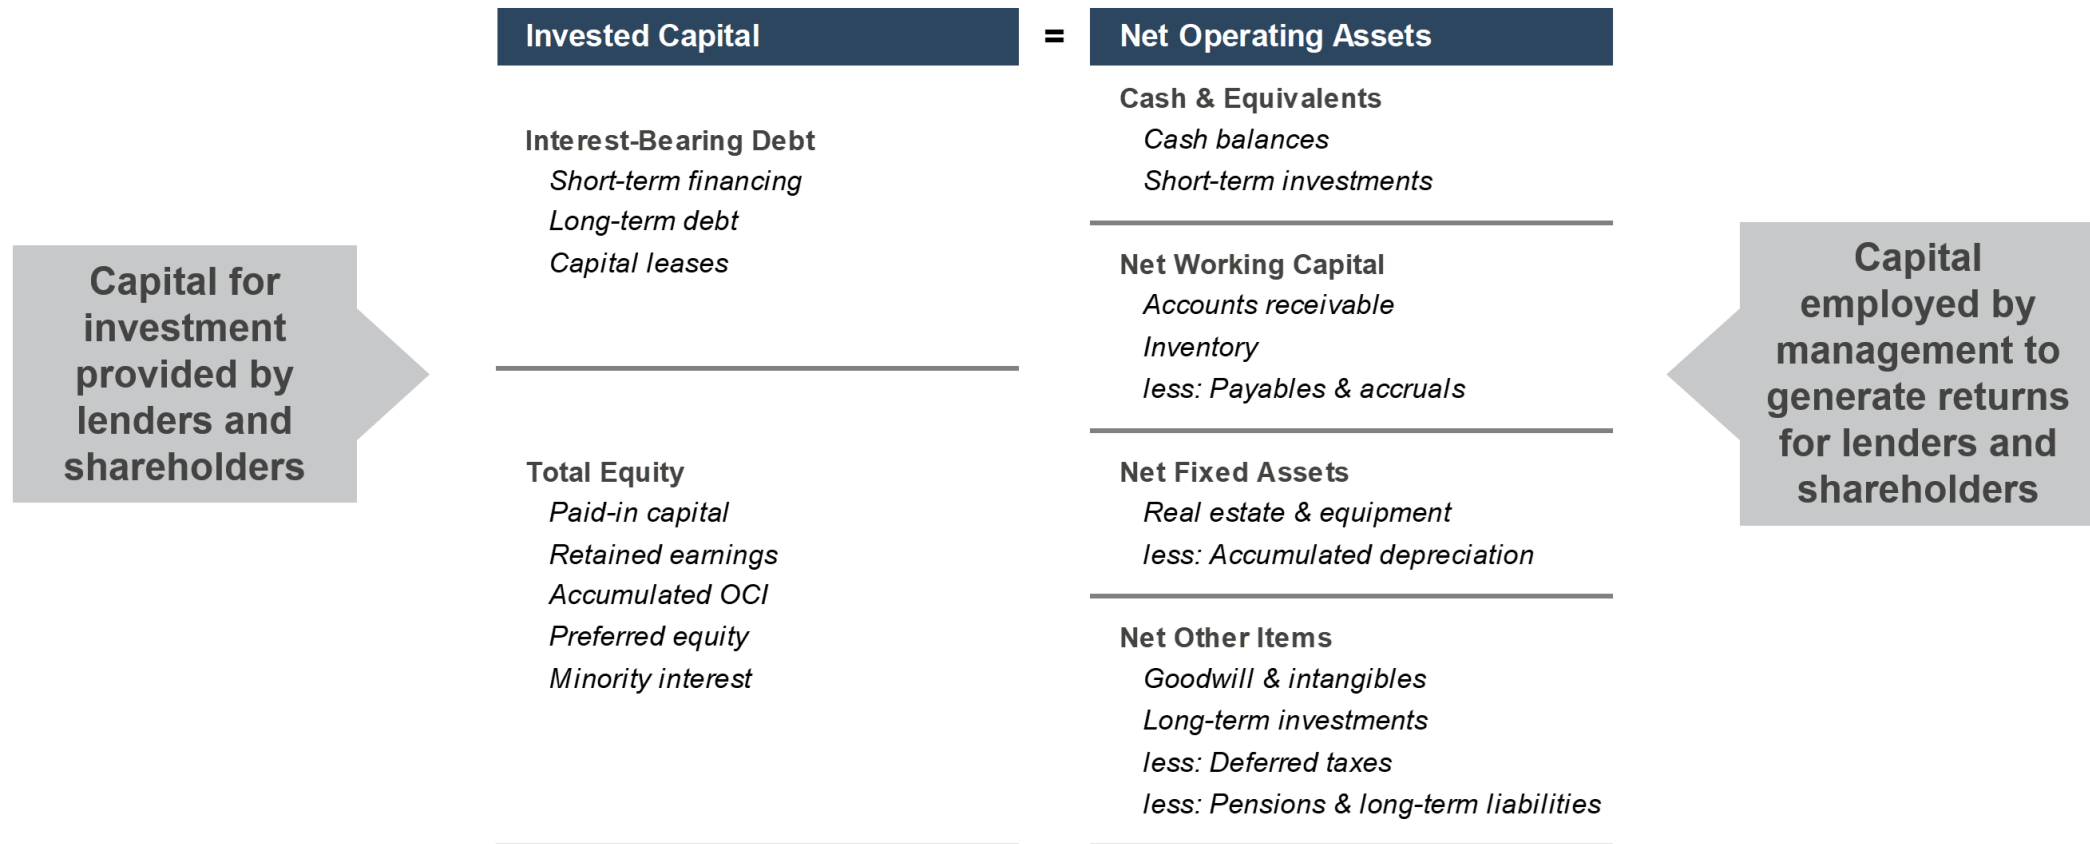 Capital for
investment
provided by
lenders and
shareholders
Invested Capital
Interest-Bearing Debt
Short-term financing
Long-term debt
Capital leases
Total Equity
Paid-in capital
Retained earnings
Accumulated OCI
Preferred equity
Minority interest
=
Net Operating Assets
Cash & Equivalents
Cash balances
Short-term investments
Net Working Capital
Accounts receivable
Inventory
less: Payables & accruals
Net Fixed Assets
Real estate & equipment
less: Accumulated depreciation
Net Other Items
Goodwill & intangibles
Long-term investments
less: Deferred taxes
less: Pensions & long-term liabilities
Capital
employed by
management to
generate returns
for lenders and
shareholders